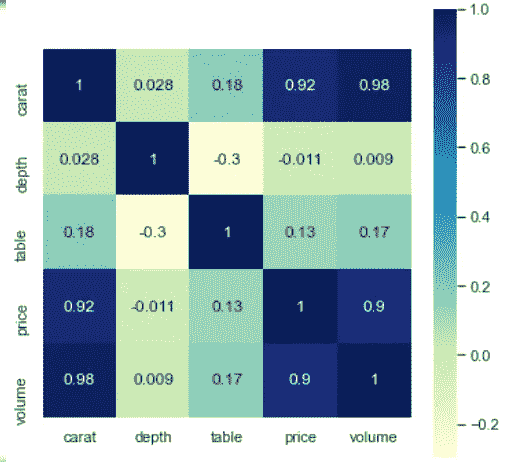 1.0
carat 1 0.028 0.18 0.92 0.98
0.8
depth 0.028 1 -0.3 -0.011 0.009
0.6
0.4
table 0.18 -0.3 1 0.13 0.17
0.2
price 0.92 -0.011 0.13 1 0.9
0.0
volume 0.98 0.009 0.17 0.9 1
−0.2
carat depth table price volume